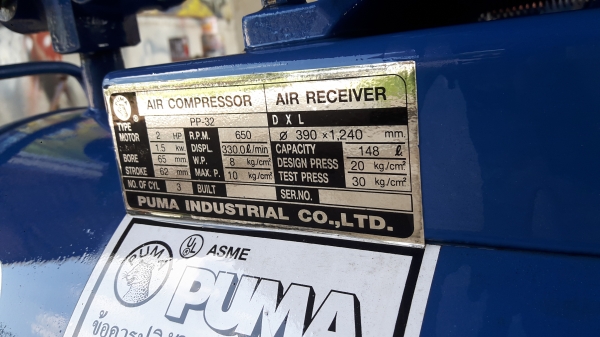 AIR COMPRESSOR AIR RECEIVER
TYPE PP-32 D X L
MOTOR 2 HP R.P.M. 650 Ø 390 x 1,240 mm.
1.5 kw DISPL 330.0 ℓ/min CAPACITY 148 ℓ
BORE 65 mm W.P. 8 kg/cm² DESIGN PRESS 20 kg/cm²
STROKE 62 mm MAX. P. 10 kg/cm² TEST PRESS 30 kg/cm²
NO. OF CYL 3 BUILT SER.NO.
PUMA INDUSTRIAL CO.,LTD.
PUMA UL ASME
PUMA